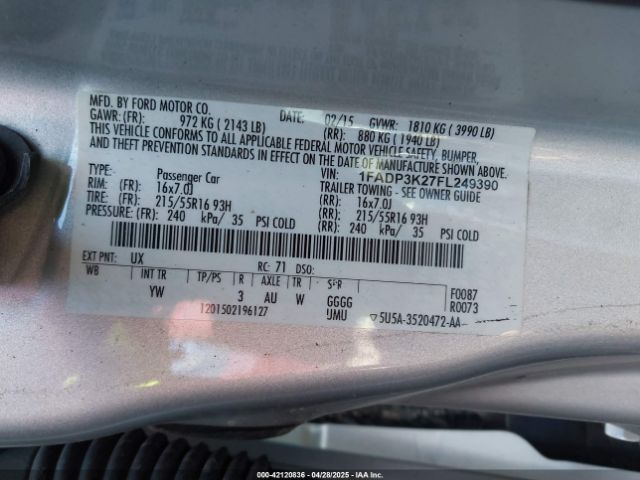 MFD. BY FORD MOTOR CO.
DATE: 02/15 GVWR: 1810 KG (3990 LB)
GAWR: (FR): 972 KG (2143 LB) (RR): 880 KG (1940 LB)
THIS VEHICLE CONFORMS TO ALL APPLICABLE FEDERAL MOTOR VEHICLE SAFETY, BUMPER,
AND THEFT PREVENTION STANDARDS IN EFFECT ON THE DATE OF MANUFACTURE SHOWN ABOVE.
VIN: 1FADP3K27FL249390
TYPE: Passenger Car TRAILER TOWING - SEE OWNER GUIDE
RIM: (FR) 16x7.0J (RR): 16x7.0J
TIRE: (FR) 215/55R16 93H (RR): 215/55R16 93H
PRESSURE: (FR) 240 kPa/ 35 PSI COLD (RR): 240 kPa/ 35 PSI COLD
EXT PNT: UX RC: 71 DSO:
WB INT TR TP/PS R AXLE TR SPR F0087
YW 3 AU W GGGG R0073
1201502196127 UMU ▽5U5A-3520472-AA
000-42120836 - 04/28/2025 - IAAI.com